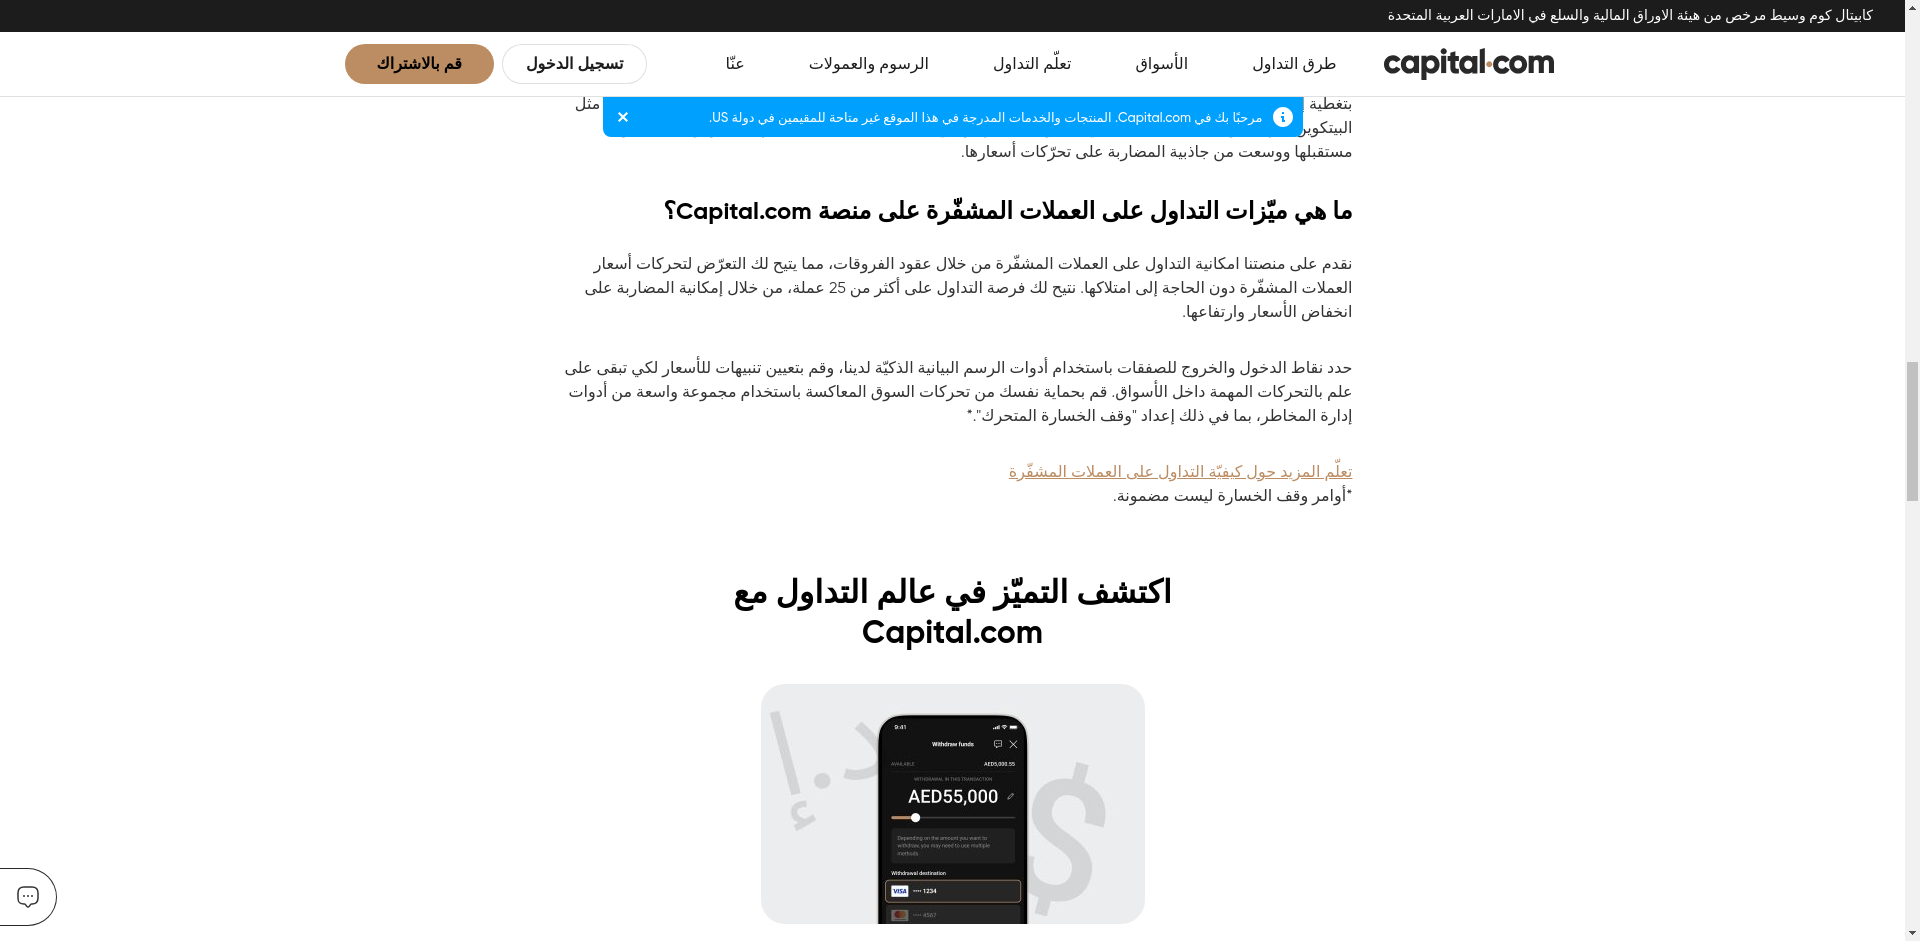 كابيتال كوم وسيط مرخص من هيئة الاوراق المالية والسلع في الامارات العربية المتحدة
capital.com
طرق التداول
الأسواق
تعلّم التداول
الرسوم والعمولات
عنّا
تسجيل الدخول
قم بالاشتراك
بتغطية
مثل
مرحبًا بك في Capital.com. المنتجات والخدمات المدرجة في هذا الموقع غير متاحة للمقيمين في دولة US.
مستقبلها ووسعت من جاذبية المضاربة على تحرّكات أسعارها.
ما هي ميّزات التداول على العملات المشفّرة على منصة Capital.com؟
نقدم على منصتنا امكانية التداول على العملات المشفّرة من خلال عقود الفروقات، مما يتيح لك التعرّض لتحركات أسعار
العملات المشفّرة دون الحاجة إلى امتلاكها. نتيح لك فرصة التداول على أكثر من 25 عملة، من خلال إمكانية المضاربة على
انخفاض الأسعار وارتفاعها.
حدد نقاط الدخول والخروج للصفقات باستخدام أدوات الرسم البيانية الذكيّة لدينا، وقم بتعيين تنبيهات للأسعار لكي تبقى على
علم بالتحركات المهمة داخل الأسواق. قم بحماية نفسك من تحركات السوق المعاكسة باستخدام مجموعة واسعة من أدوات
إدارة المخاطر، بما في ذلك إعداد "وقف الخسارة المتحرك".*
تعلّم المزيد حول كيفيّة التداول على العملات المشفّرة
*أوامر وقف الخسارة ليست مضمونة.
اكتشف التميّز في عالم التداول مع
Capital.com
د.إ
$
9:41
Withdraw funds
AVAILABLE AED5,000.55
WITHDRAWAL IN THIS TRANSACTION
AED55,000
Depending on the amount you want to
withdraw, you may need to use multiple
methods.
Withdrawal destination
VISA •••• 1234
•••• 4567